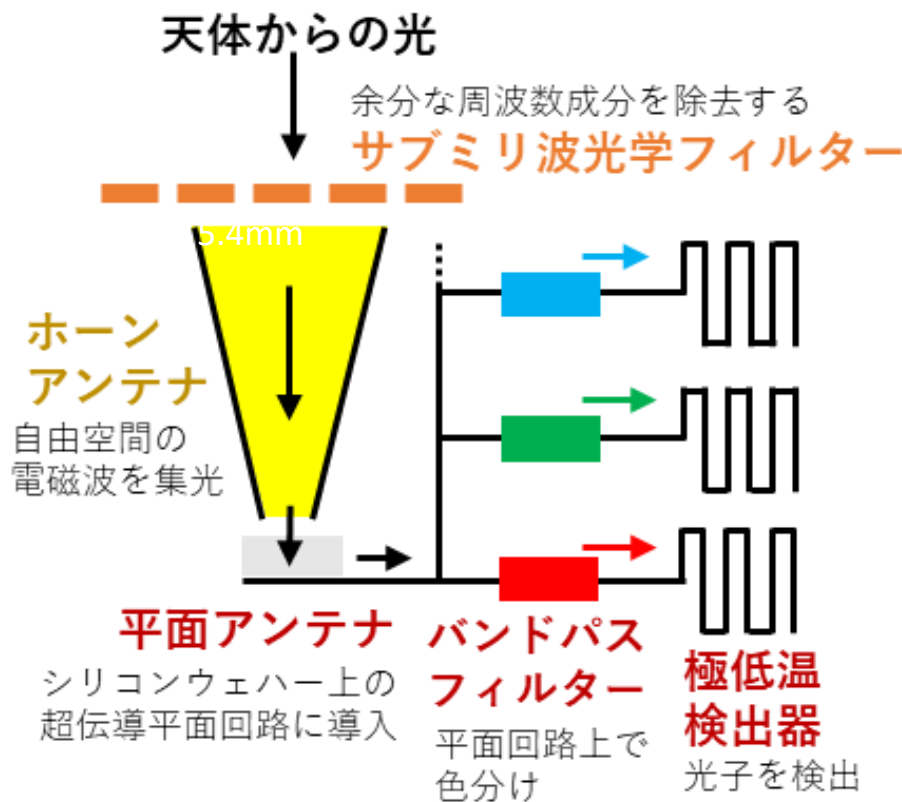 天体からの光
余分な周波数成分を除去する
サブミリ波光学フィルター
5.4mm
ホーン
アンテナ
自由空間の
電磁波を集光
平面アンテナ
シリコンウェハー上の
超伝導平面回路に導入
バンドパス
フィルター
平面回路上で
色分け
極低温
検出器
光子を検出